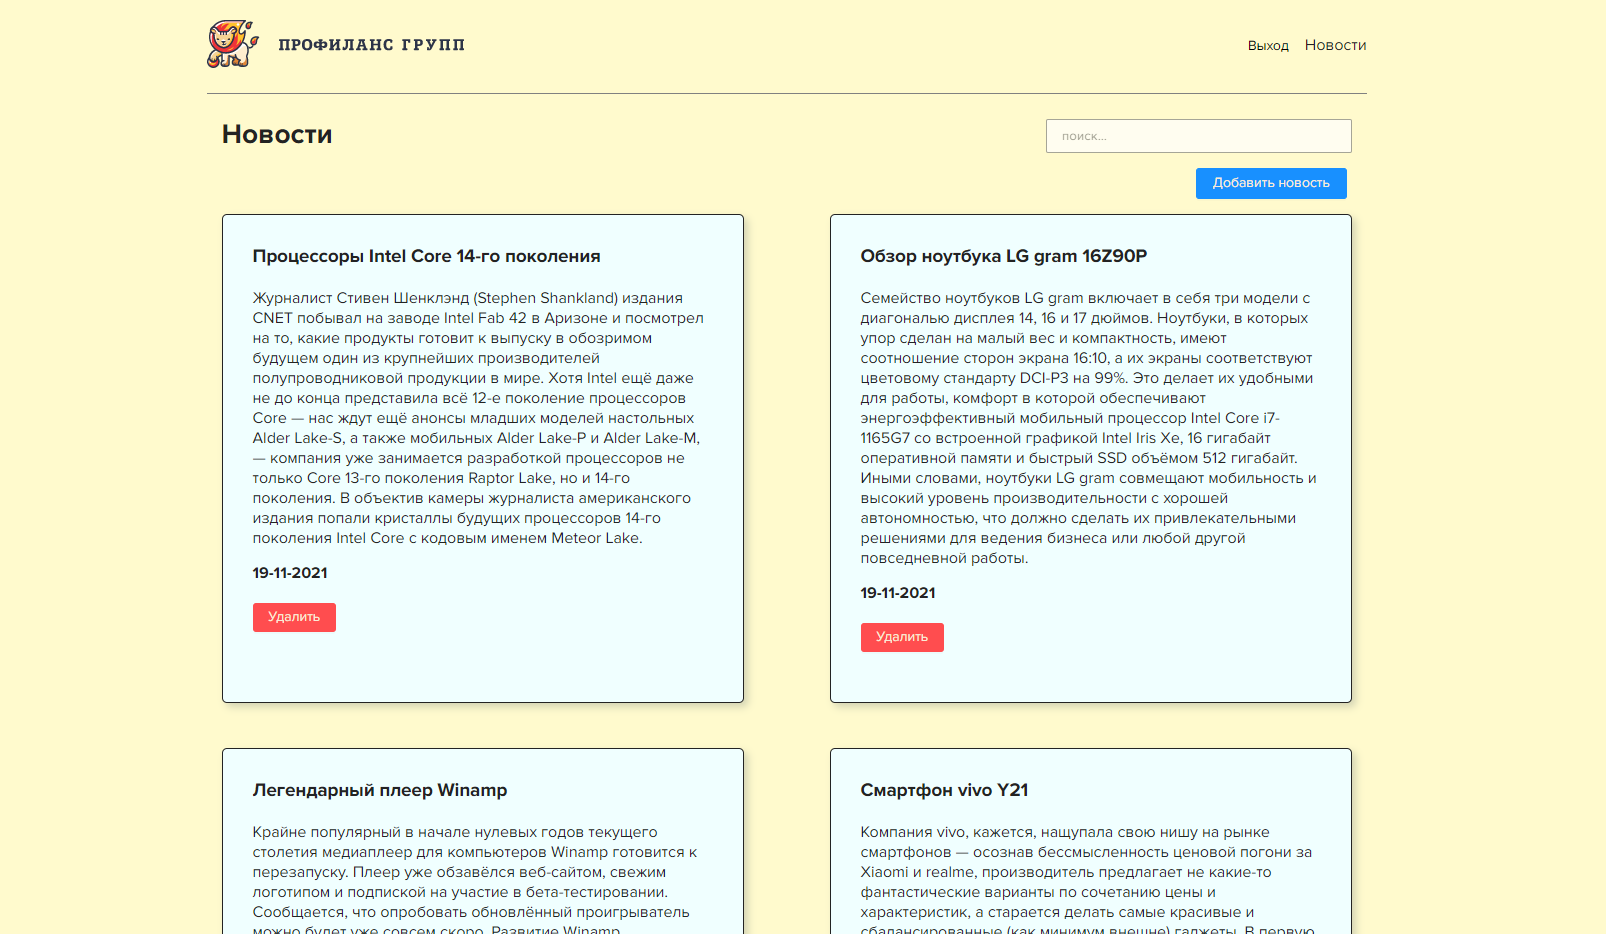 ПРОФИЛАНС ГРУПП
Выход Новости
Новости
поиск...
Добавить новость
Процессоры Intel Core 14-го поколения
Журналист Стивен Шенклэнд (Stephen Shankland) издания
CNET побывал на заводе Intel Fab 42 в Аризоне и посмотрел
на то, какие продукты готовит к выпуску в обозримом
будущем один из крупнейших производителей
полупроводниковой продукции в мире. Хотя Intel ещё даже
не до конца представила всё 12-е поколение процессоров
Core — нас ждут ещё анонсы младших моделей настольных
Alder Lake-S, а также мобильных Alder Lake-P и Alder Lake-M,
— компания уже занимается разработкой процессоров не
только Core 13-го поколения Raptor Lake, но и 14-го
поколения. В объектив камеры журналиста американского
издания попали кристаллы будущих процессоров 14-го
поколения Intel Core с кодовым именем Meteor Lake.
19-11-2021
Удалить
Обзор ноутбука LG gram 16Z90P
Семейство ноутбуков LG gram включает в себя три модели с
диагональю дисплея 14, 16 и 17 дюймов. Ноутбуки, в которых
упор сделан на малый вес и компактность, имеют
соотношение сторон экрана 16:10, а их экраны соответствуют
цветовому стандарту DCI-P3 на 99%. Это делает их удобными
для работы, комфорт в которой обеспечивают
энергоэффективный мобильный процессор Intel Core i7-
1165G7 со встроенной графикой Intel Iris Xe, 16 гигабайт
оперативной памяти и быстрый SSD объёмом 512 гигабайт.
Иными словами, ноутбуки LG gram совмещают мобильность и
высокий уровень производительности с хорошей
автономностью, что должно сделать их привлекательными
решениями для ведения бизнеса или любой другой
повседневной работы.
19-11-2021
Удалить
Легендарный плеер Winamp
Крайне популярный в начале нулевых годов текущего
столетия медиаплеер для компьютеров Winamp готовится к
перезапуску. Плеер уже обзавёлся веб-сайтом, свежим
логотипом и подпиской на участие в бета-тестировании.
Сообщается, что опробовать обновлённый проигрыватель
можно будет уже совсем скоро. Развитие Winamp
Смартфон vivo Y21
Компания vivo, кажется, нащупала свою нишу на рынке
смартфонов — осознав бессмысленность ценовой погони за
Xiaomi и realme, производитель предлагает не какие-то
фантастические варианты по сочетанию цены и
характеристик, а старается делать самые красивые и
сбалансированные (как минимум внешне) гаджеты. В первую